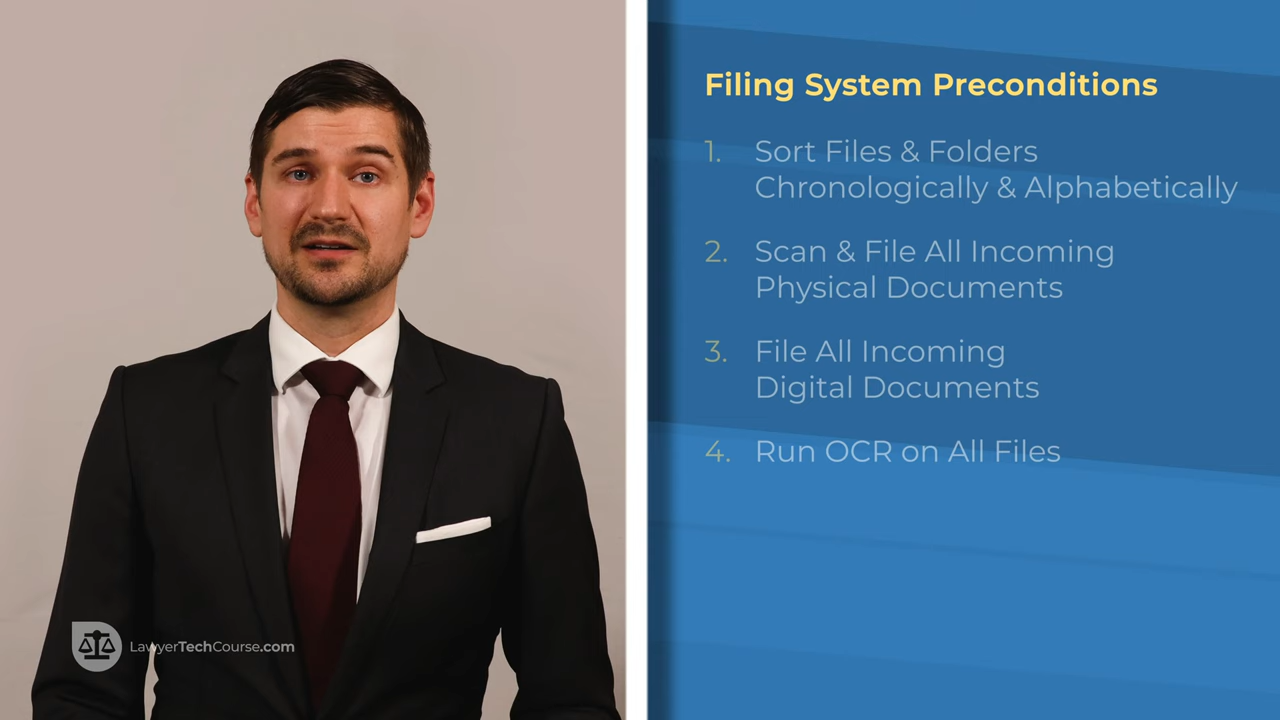 Filing System Preconditions
1. Sort Files & Folders
Chronologically & Alphabetically
2. Scan & File All Incoming
Physical Documents
3. File All Incoming
Digital Documents
4. Run OCR on All Files
LawyerTechCourse.com